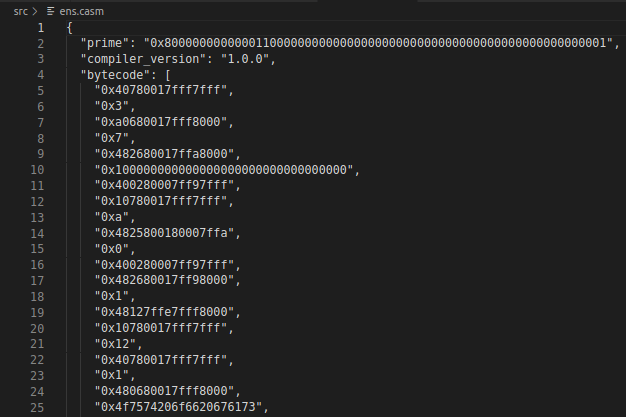 src > ens.casm
1 {
2 "prime": "0x800000000000011000000000000000000000000000000000000000000000001",
3 "compiler_version": "1.0.0",
4 "bytecode": [
5 "0x40780017fff7fff",
6 "0x3",
7 "0xa0680017fff8000",
8 "0x7",
9 "0x482680017ffa8000",
10 "0x100000000000000000000000000000000",
11 "0x400280007ff97fff",
12 "0x10780017fff7fff",
13 "0xa",
14 "0x4825800180007ffa",
15 "0x0",
16 "0x400280007ff97fff",
17 "0x482680017ff98000",
18 "0x1",
19 "0x48127ffe7fff8000",
20 "0x10780017fff7fff",
21 "0x12",
22 "0x40780017fff7fff",
23 "0x1",
24 "0x480680017fff8000",
25 "0x4f7574206f6620676173",